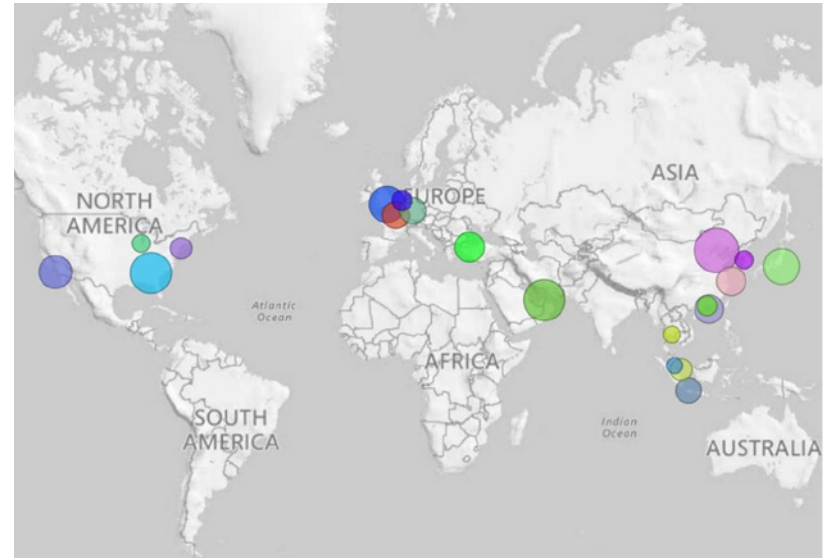 ASIA
NORTH
AMERICA
EUROPE
Atlantic
Ocean
AFRICA
SOUTH
AMERICA
Indian
Ocean
AUSTRALIA